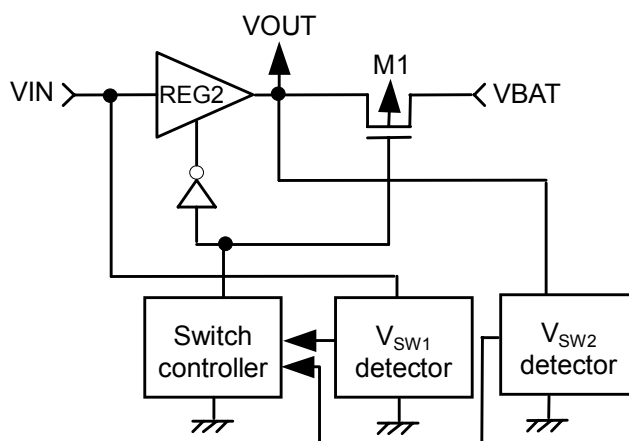 VOUT
M1
VIN
REG2
VBAT
Switch
controller
VSW1
detector
VSW2
detector